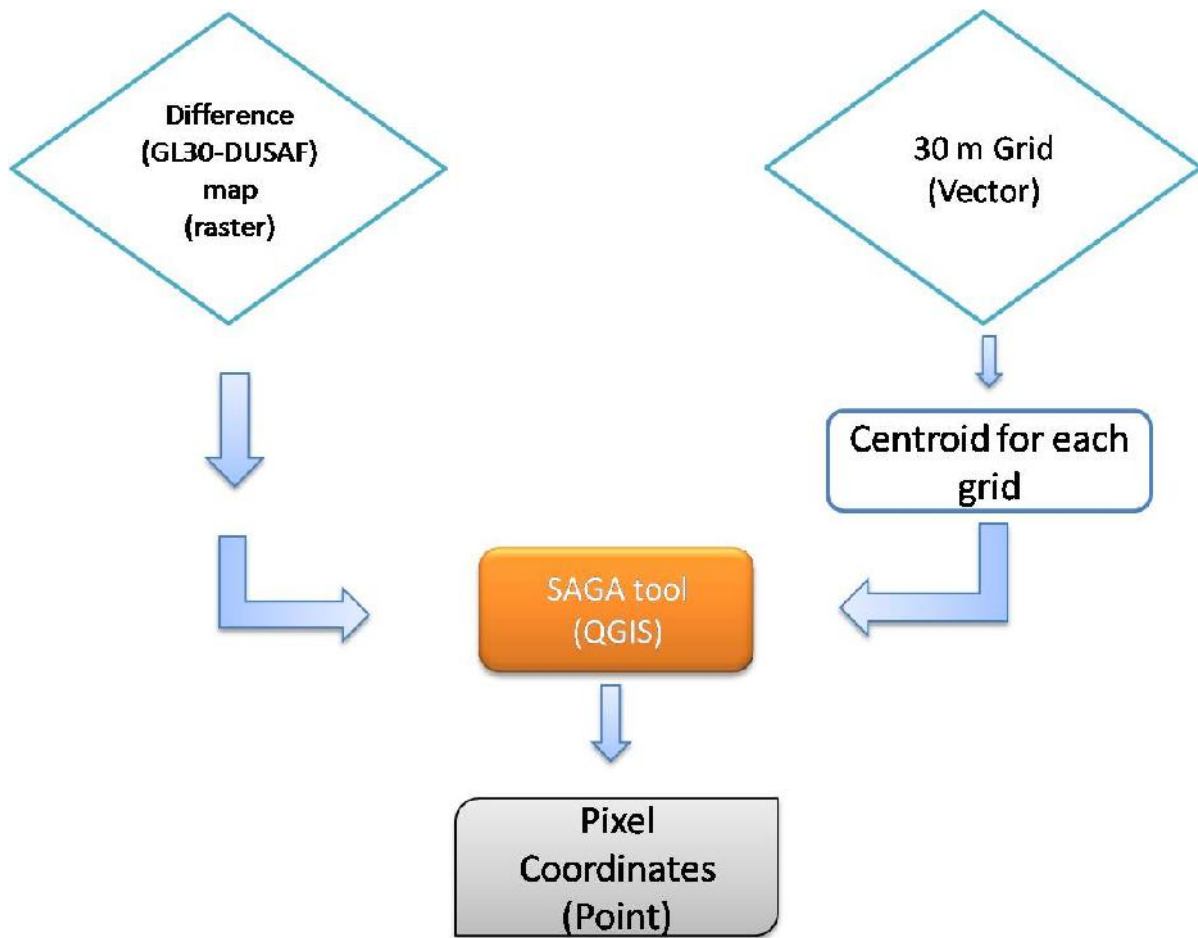 Difference
(GL30-DUSAF)
map
(raster)
30 m Grid
(Vector)
Centroid for each
grid
SAGA tool
(QGIS)
Pixel
Coordinates
(Point)